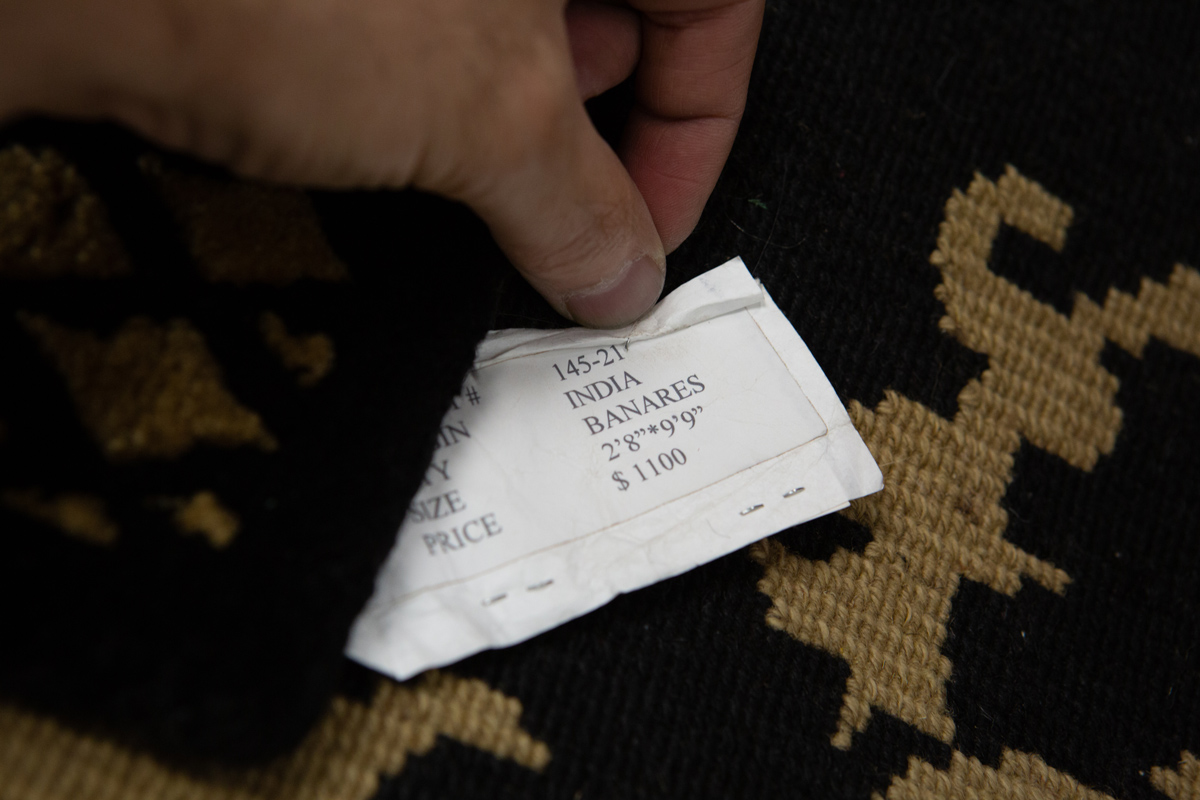 145-21
INDIA
BANARES
2'8"*9'9"
SIZE
$ 1100
PRICE